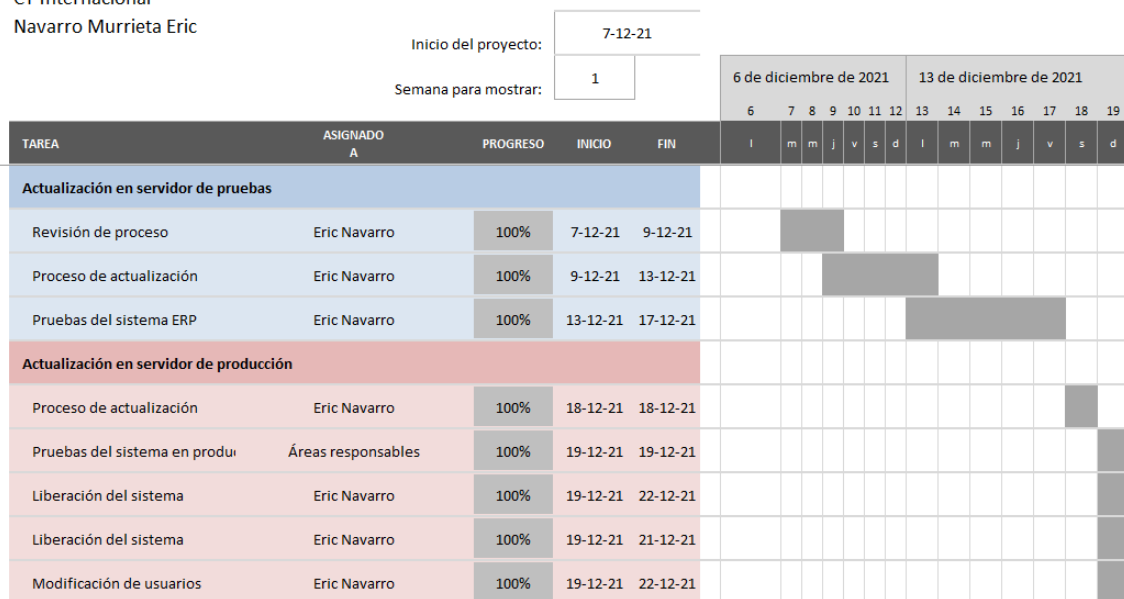 CT Internacional
Navarro Murrieta Eric
Inicio del proyecto: 7-12-21
Semana para mostrar: 1
6 de diciembre de 2021 13 de diciembre de 2021
6 7 8 9 10 11 12 13 14 15 16 17 18 19
TAREA ASIGNADO A PROGRESO INICIO FIN l m m j v s d l m m j v s d
Actualización en servidor de pruebas
Revisión de proceso Eric Navarro 100% 7-12-21 9-12-21
Proceso de actualización Eric Navarro 100% 9-12-21 13-12-21
Pruebas del sistema ERP Eric Navarro 100% 13-12-21 17-12-21
Actualización en servidor de producción
Proceso de actualización Eric Navarro 100% 18-12-21 18-12-21
Pruebas del sistema en produ Áreas responsables 100% 19-12-21 19-12-21
Liberación del sistema Eric Navarro 100% 19-12-21 22-12-21
Liberación del sistema Eric Navarro 100% 19-12-21 21-12-21
Modificación de usuarios Eric Navarro 100% 19-12-21 22-12-21